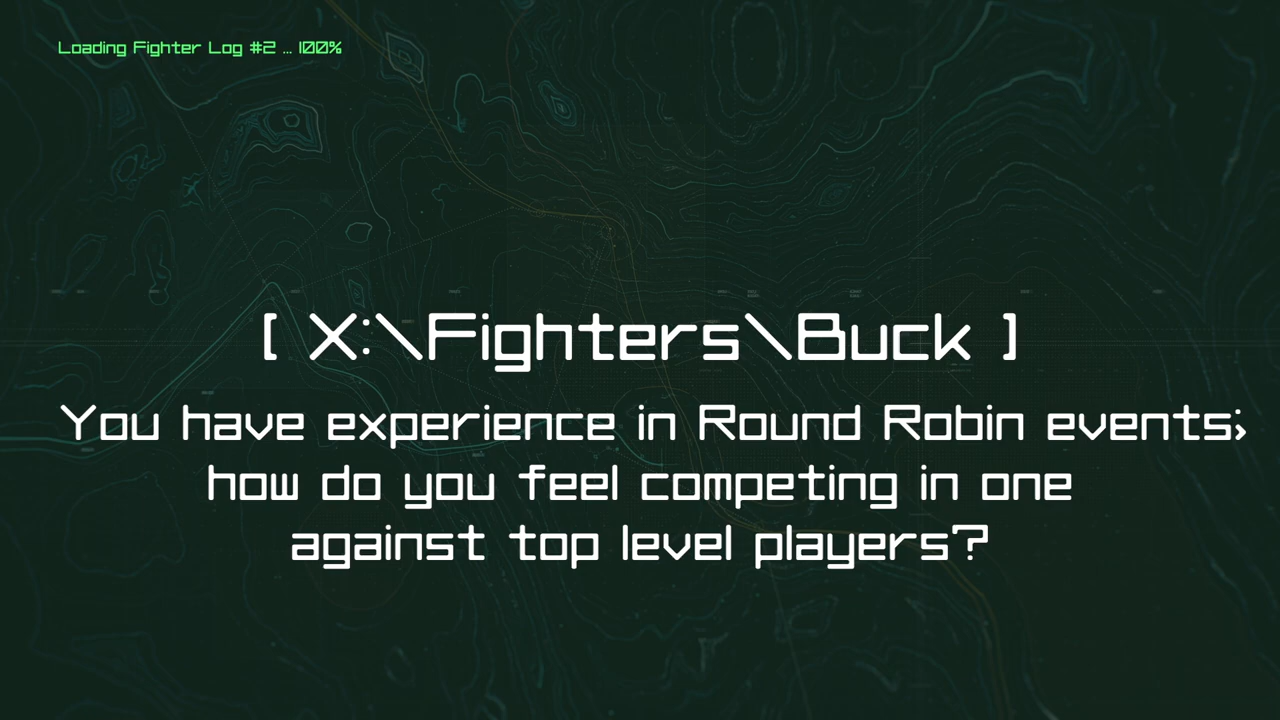 Loading Fighter Log #2 ... 100%
[ X:\Fighters\Buck ]
You have experience in Round Robin events;
how do you feel competing in one
against top level players?